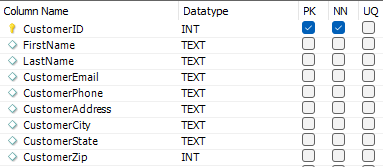 Column Name Datatype PK NN UQ
CustomerID INT
FirstName TEXT
LastName TEXT
CustomerEmail TEXT
CustomerPhone TEXT
CustomerAddress TEXT
CustomerCity TEXT
CustomerState TEXT
CustomerZip INT